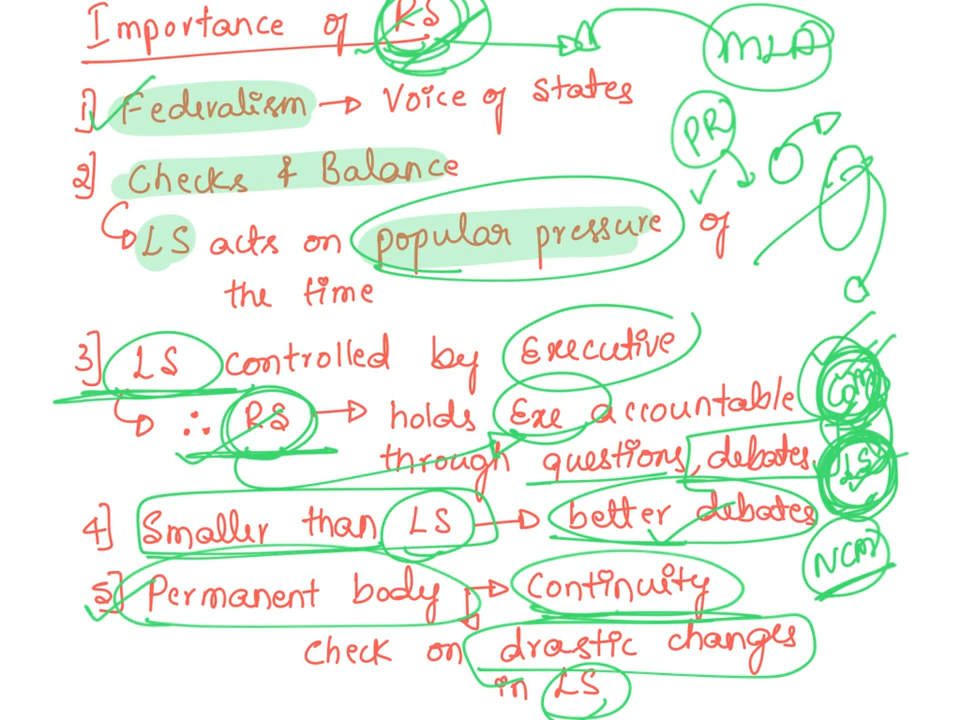 Importance of RS
MLA
1] Federalism → Voice of States
PR
2] Checks & Balance
LS acts on popular pressure of
the time
3] LS controlled by Executive
∴ RS → holds Exe accountable
through questions, debates
COM
LS
4] Smaller than LS → better debates
NCM
5] Permanent body → Continuity
Check on drastic changes
in LS